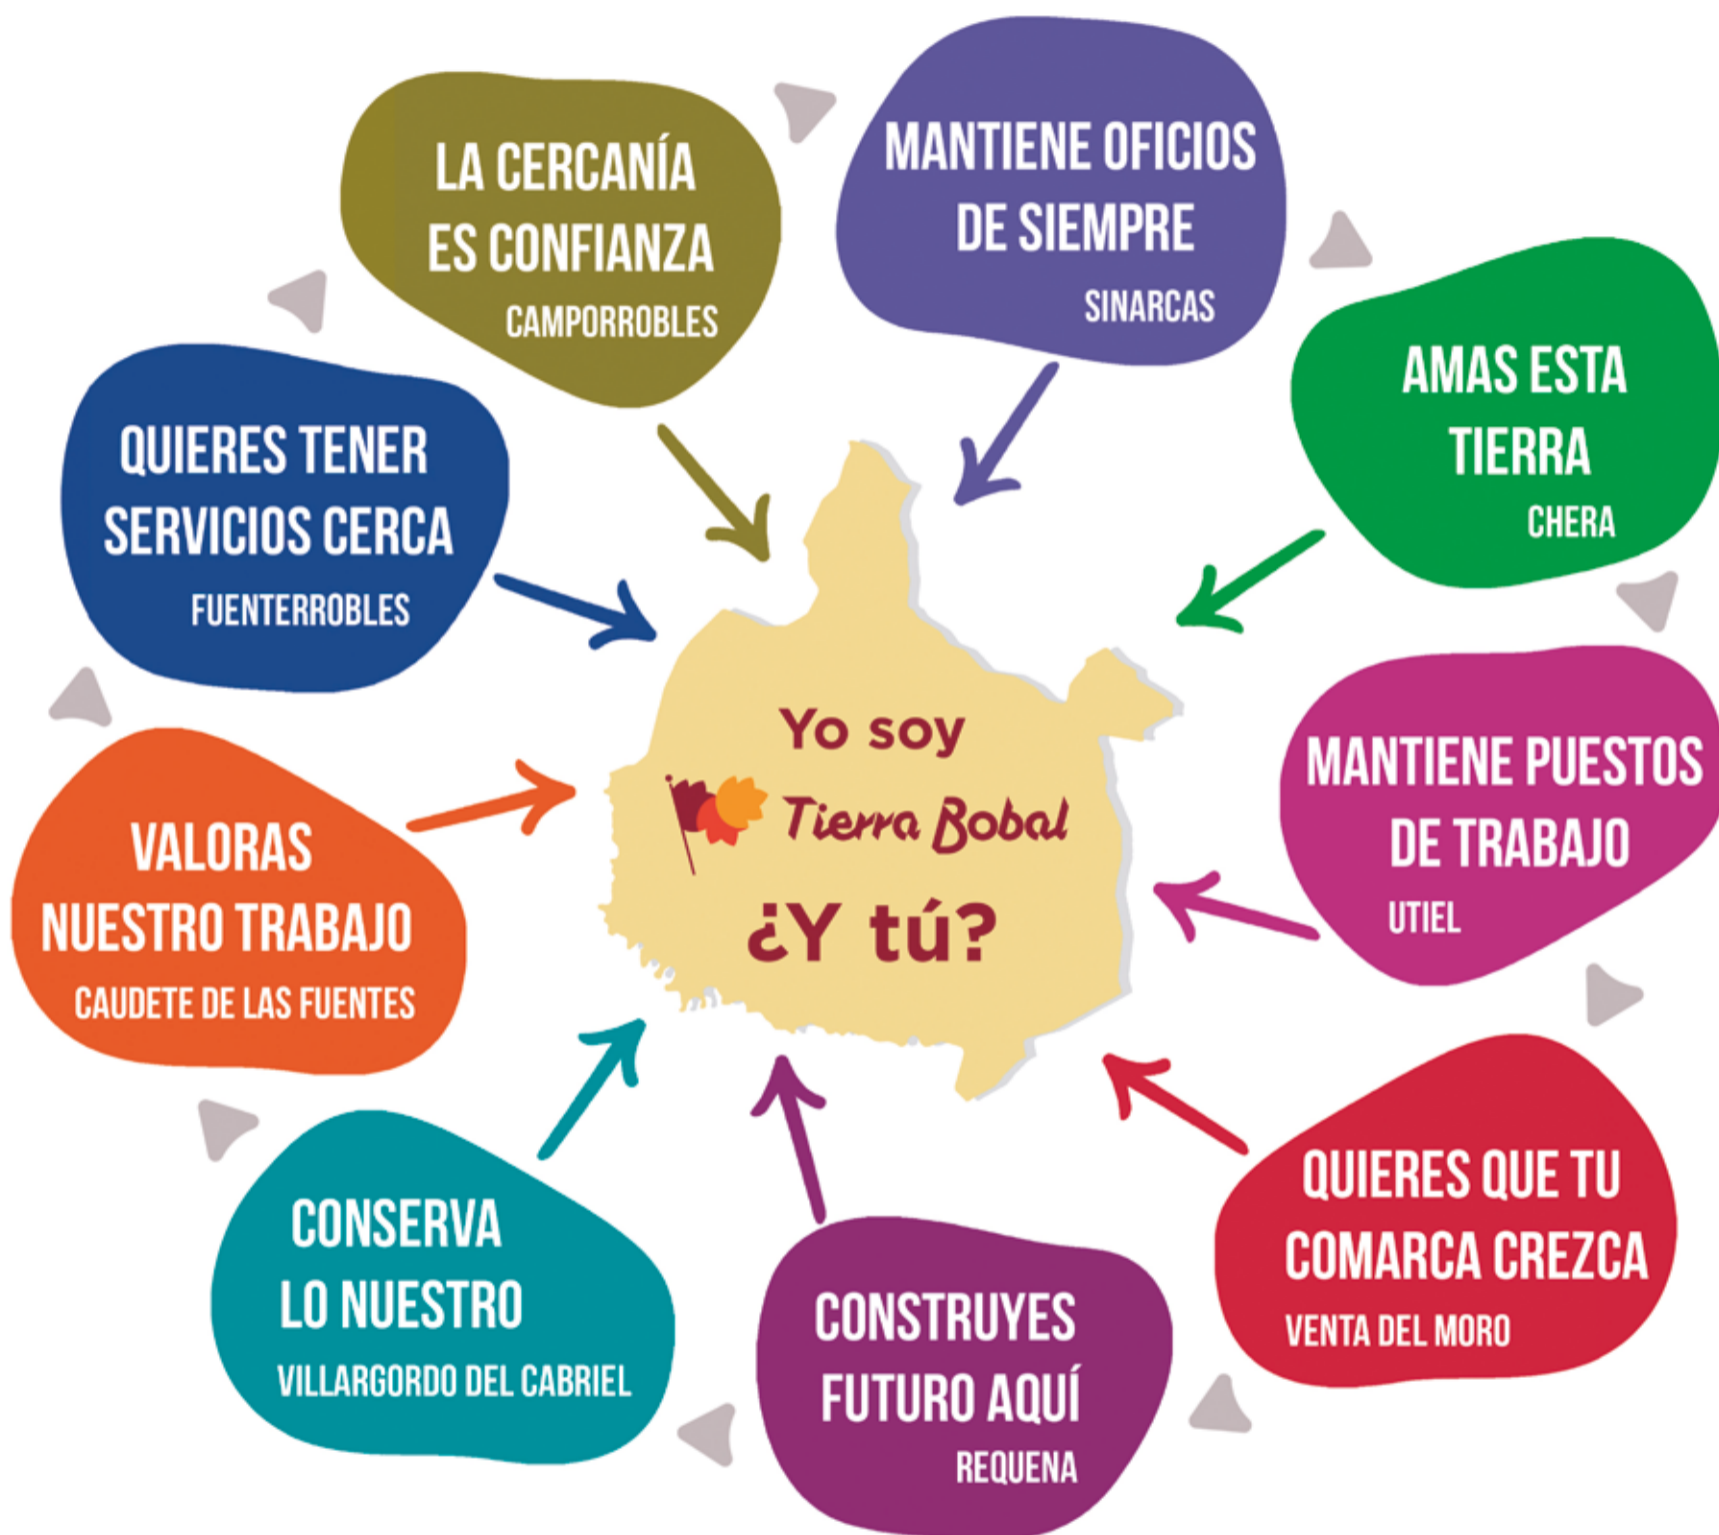 LA CERCANÍA
ES CONFIANZA
CAMPORROBLES
MANTIENE OFICIOS
DE SIEMPRE
SINARCAS
AMAS ESTA
TIERRA
CHERA
MANTIENE PUESTOS
DE TRABAJO
UTIEL
QUIERES QUE TU
COMARCA CREZCA
VENTA DEL MORO
CONSTRUYES
FUTURO AQUÍ
REQUENA
CONSERVA
LO NUESTRO
VILLARGORDO DEL CABRIEL
VALORAS
NUESTRO TRABAJO
CAUDETE DE LAS FUENTES
QUIERES TENER
SERVICIOS CERCA
FUENTERROBLES
Yo soy
Tierra Bobal
¿Y tú?